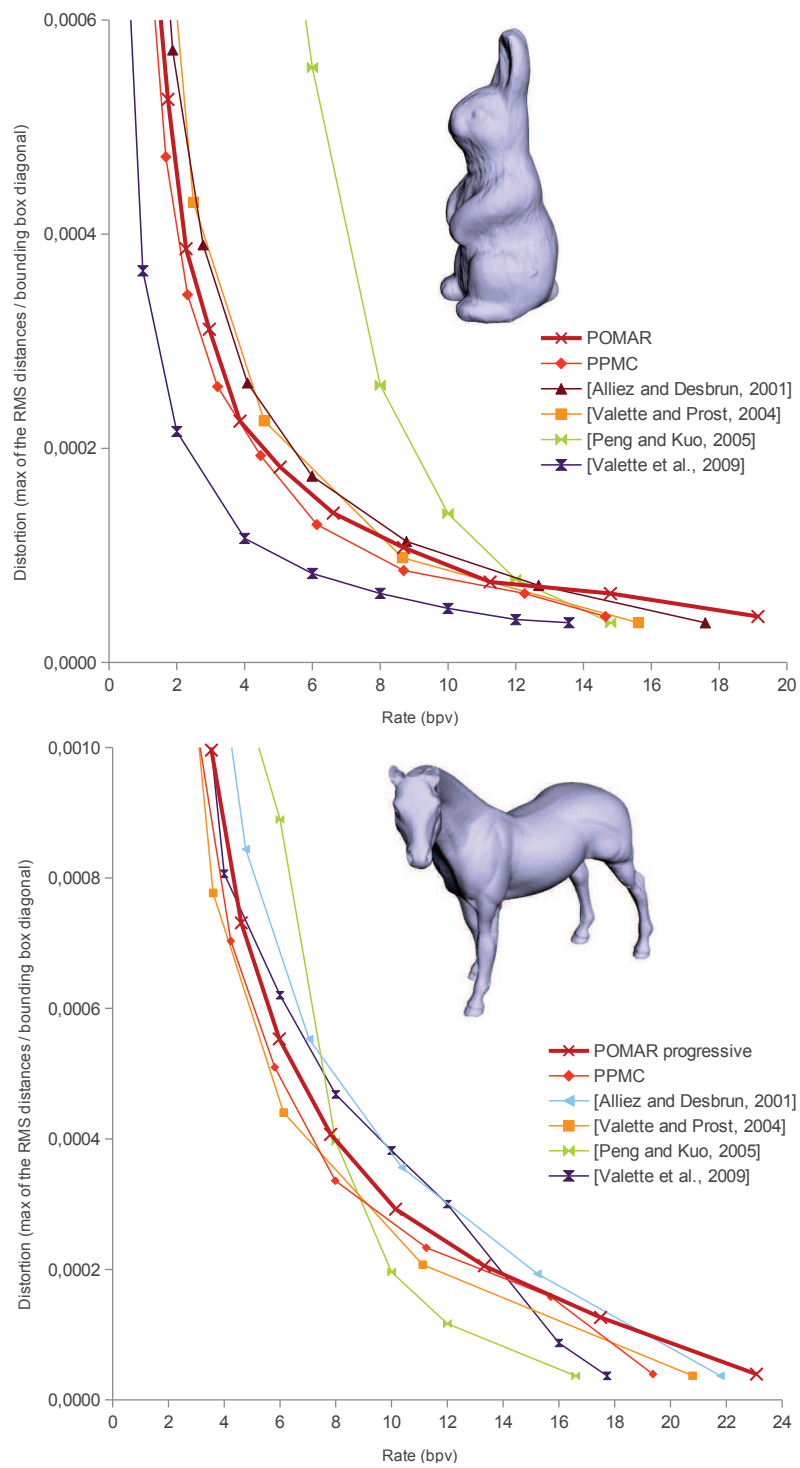 0,0006
0,0004
0,0002
0,0000
Distortion (max of the RMS distances / bounding box diagonal)
POMAR
PPMC
[Alliez and Desbrun, 2001]
[Valette and Prost, 2004]
[Peng and Kuo, 2005]
[Valette et al., 2009]
0 2 4 6 8 10 12 14 16 18 20
Rate (bpv)
0,0010
0,0008
0,0006
0,0004
0,0002
0,0000
Distortion (max of the RMS distances / bounding box diagonal)
POMAR progressive
PPMC
[Alliez and Desbrun, 2001]
[Valette and Prost, 2004]
[Peng and Kuo, 2005]
[Valette et al., 2009]
0 2 4 6 8 10 12 14 16 18 20 22 24
Rate (bpv)